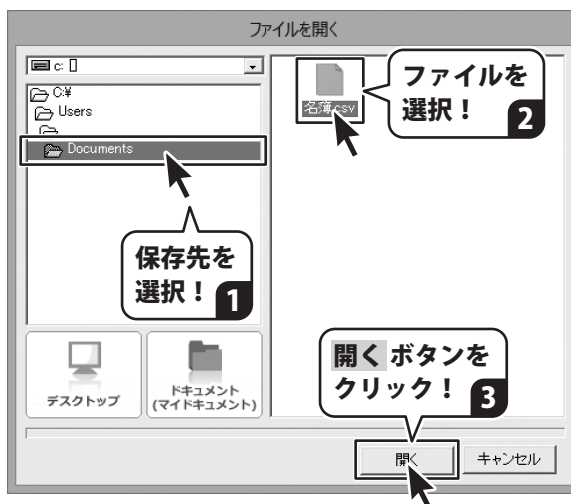 ファイルを開く
c: []
C:¥
Users
Documents
名簿.csv
ファイルを
選択！
2
保存先を
選択！
1
デスクトップ
ドキュメント
(マイドキュメント)
開く ボタンを
クリック！
3
開く
キャンセル